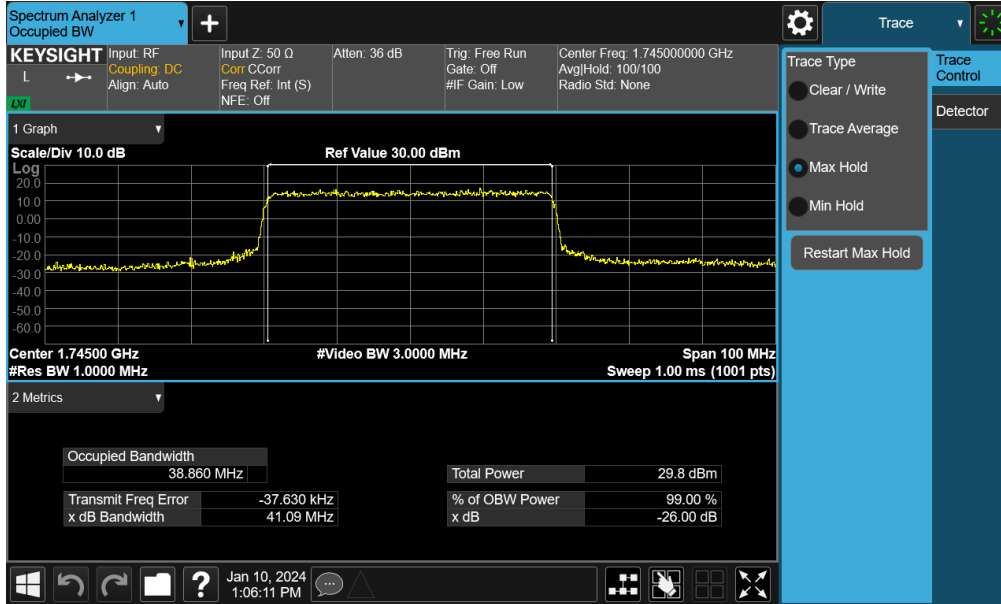 Spectrum Analyzer 1
Occupied BW
Trace
KEYSIGHT
L
LXI
Input: RF
Coupling: DC
Align: Auto
Input Z: 50 Ω
Corr CCorr
Freq Ref: Int (S)
NFE: Off
Atten: 36 dB
Trig: Free Run
Gate: Off
#IF Gain: Low
Center Freq: 1.745000000 GHz
Avg|Hold: 100/100
Radio Std: None
Trace Type
Clear / Write
Trace Average
Max Hold
Min Hold
Restart Max Hold
Trace
Control
Detector
1 Graph
Scale/Div 10.0 dB
Ref Value 30.00 dBm
Log
20.0
10.0
0.00
-10.0
-20.0
-30.0
-40.0
-50.0
-60.0
Center 1.74500 GHz
#Video BW 3.0000 MHz
Span 100 MHz
#Res BW 1.0000 MHz
Sweep 1.00 ms (1001 pts)
2 Metrics
Occupied Bandwidth
38.860 MHz
Total Power 29.8 dBm
Transmit Freq Error -37.630 kHz
% of OBW Power 99.00 %
x dB Bandwidth 41.09 MHz
x dB -26.00 dB
?
Jan 10, 2024
1:06:11 PM